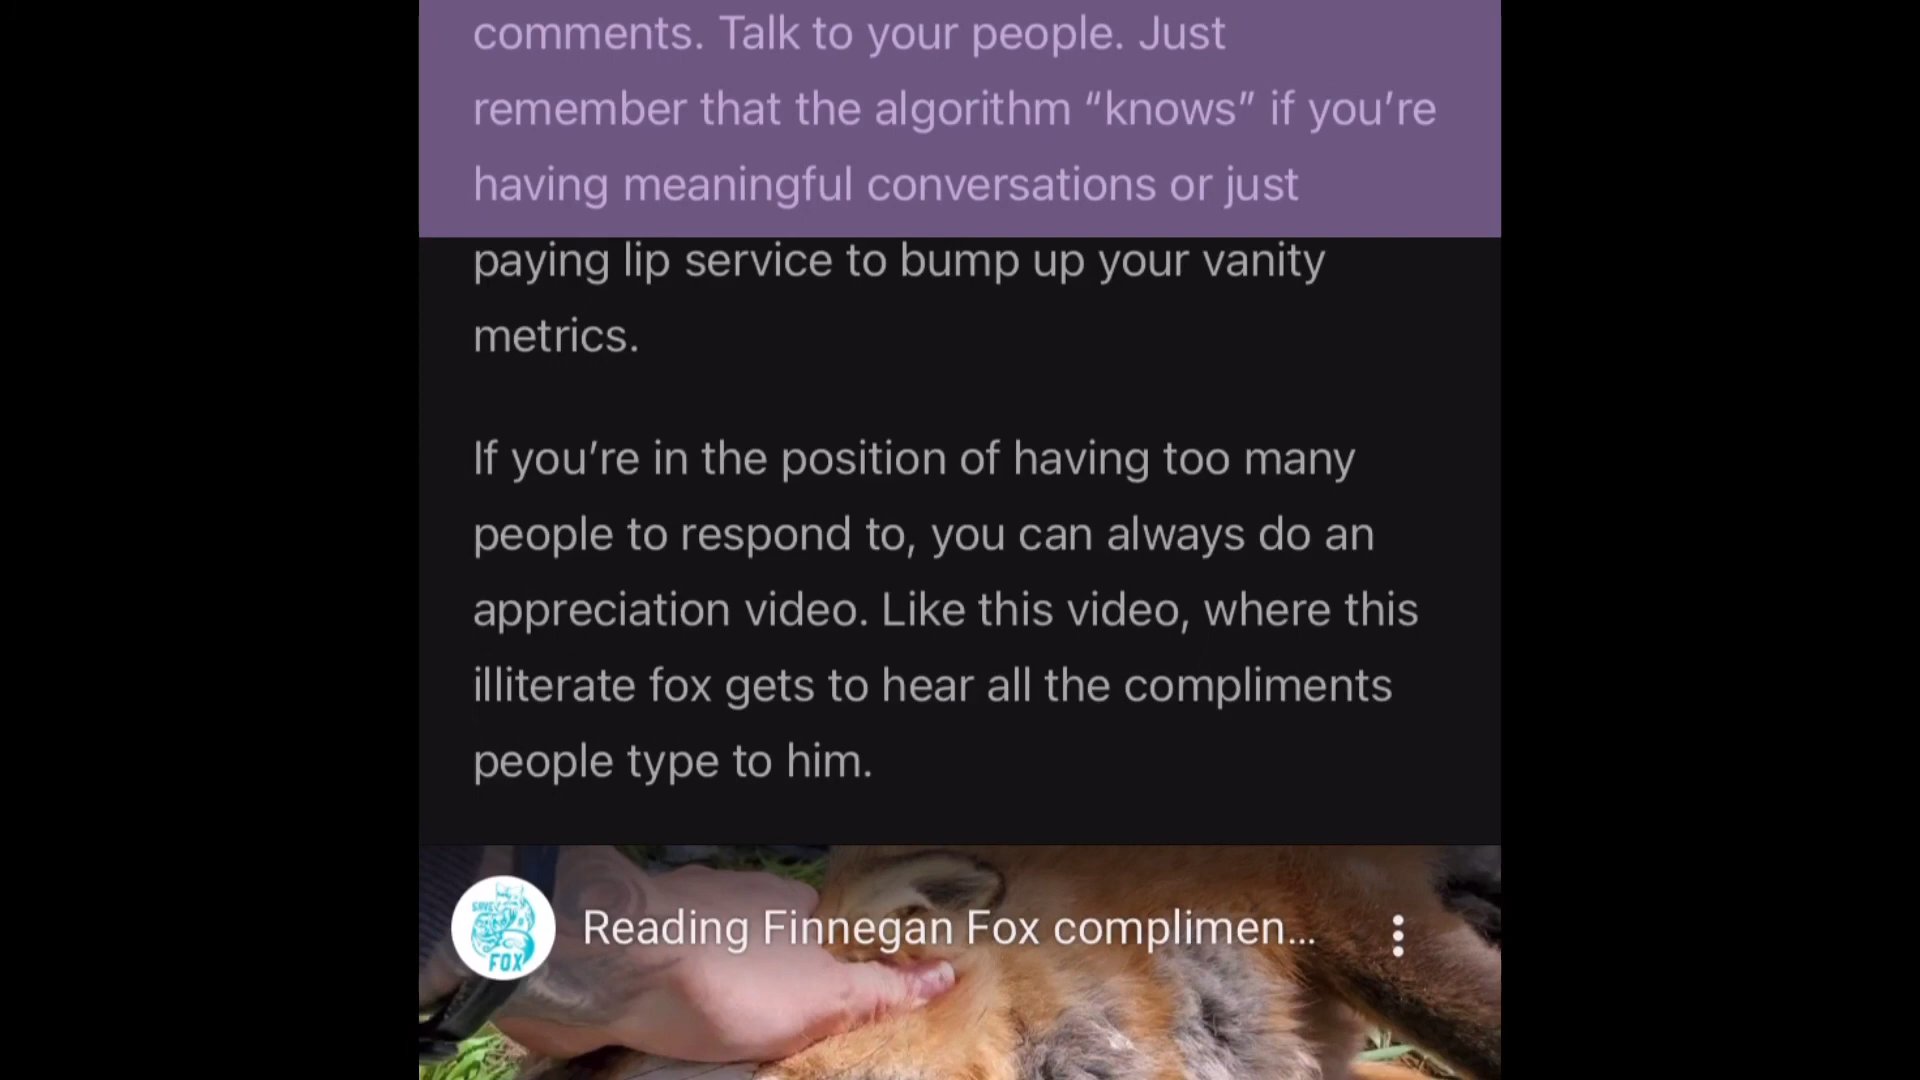 comments. Talk to your people. Just
remember that the algorithm “knows” if you’re
having meaningful conversations or just
paying lip service to bump up your vanity
metrics.
If you’re in the position of having too many
people to respond to, you can always do an
appreciation video. Like this video, where this
illiterate fox gets to hear all the compliments
people type to him.
SAVE
FOX
Reading Finnegan Fox complimen...